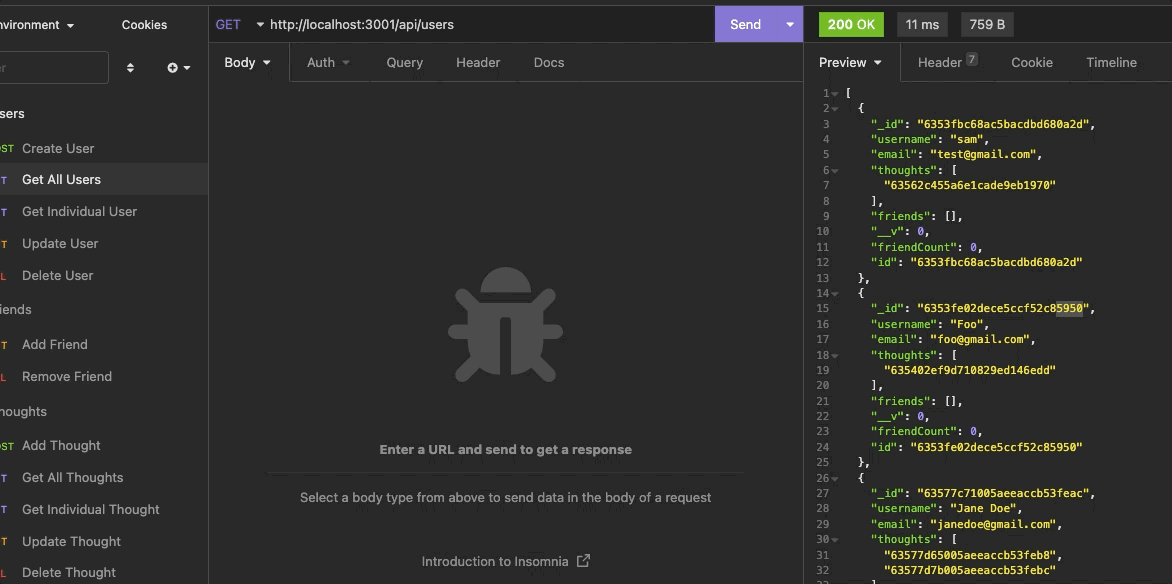 nvironment
Cookies
GET http://localhost:3001/api/users
Send
200 OK
11 ms
759 B
er
sers
ST Create User
T Get All Users
T Get Individual User
T Update User
L Delete User
iends
T Add Friend
L Remove Friend
houghts
ST Add Thought
T Get All Thoughts
T Get Individual Thought
T Update Thought
L Delete Thought
Body
Auth
Query
Header
Docs
Enter a URL and send to get a response
Select a body type from above to send data in the body of a request
Introduction to Insomnia
Preview
Header 7
Cookie
Timeline
1 [
2 {
3 "_id": "6353fbc68ac5bacdbd680a2d",
4 "username": "sam",
5 "email": "test@gmail.com",
6 "thoughts": [
7 "63562c455a6e1cade9eb1970"
8 ],
9 "friends": [],
10 "__v": 0,
11 "friendCount": 0,
12 "id": "6353fbc68ac5bacdbd680a2d"
13 },
14 {
15 "_id": "6353fe02dece5ccf52c85950",
16 "username": "Foo",
17 "email": "foo@gmail.com",
18 "thoughts": [
19 "635402ef9d710829ed146edd"
20 ],
21 "friends": [],
22 "__v": 0,
23 "friendCount": 0,
24 "id": "6353fe02dece5ccf52c85950"
25 },
26 {
27 "_id": "63577c71005aeeaccb53feac",
28 "username": "Jane Doe",
29 "email": "janedoe@gmail.com",
30 "thoughts": [
31 "63577d65005aeeaccb53feb8",
32 "63577d7b005aeeaccb53febc"